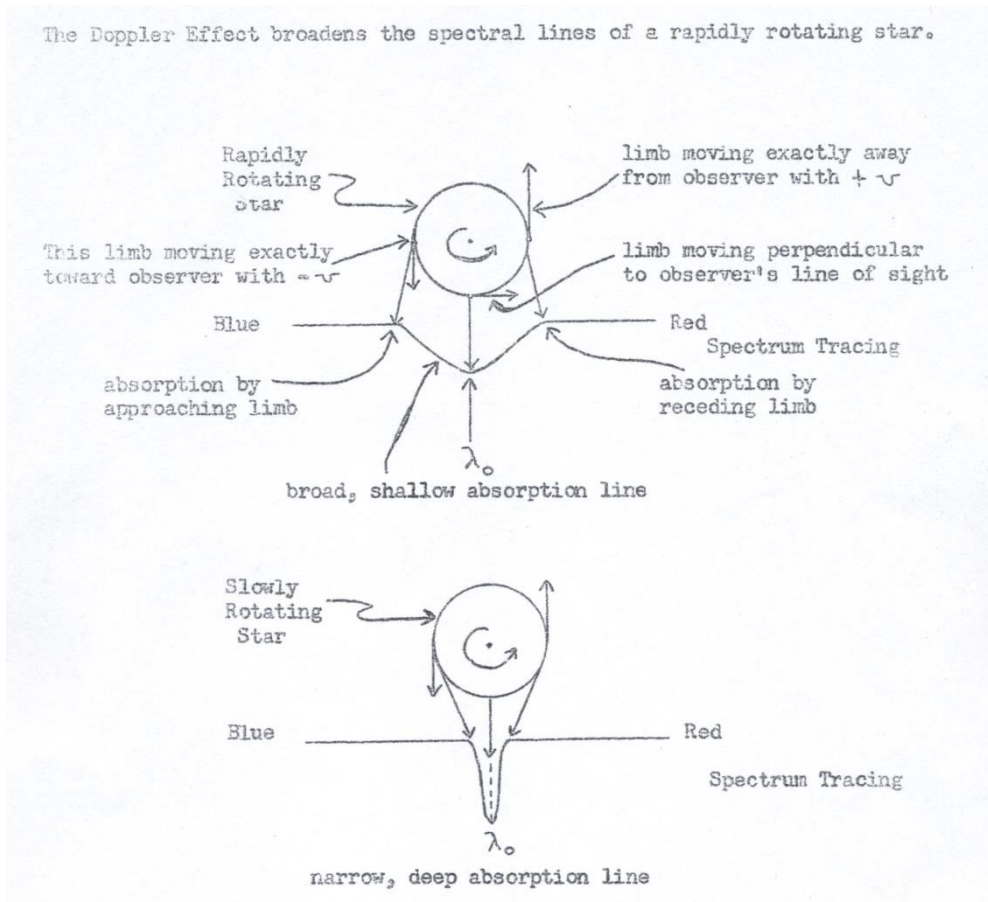 The Doppler Effect broadens the spectral lines of a rapidly rotating star.
Rapidly
Rotating
Star
limb moving exactly away
from observer with + v
This limb moving exactly
toward observer with - v
limb moving perpendicular
to observer's line of sight
Blue
Red
Spectrum Tracing
absorption by
approaching limb
absorption by
receding limb
λo
broad, shallow absorption line
Slowly
Rotating
Star
Blue
Red
Spectrum Tracing
λo
narrow, deep absorption line